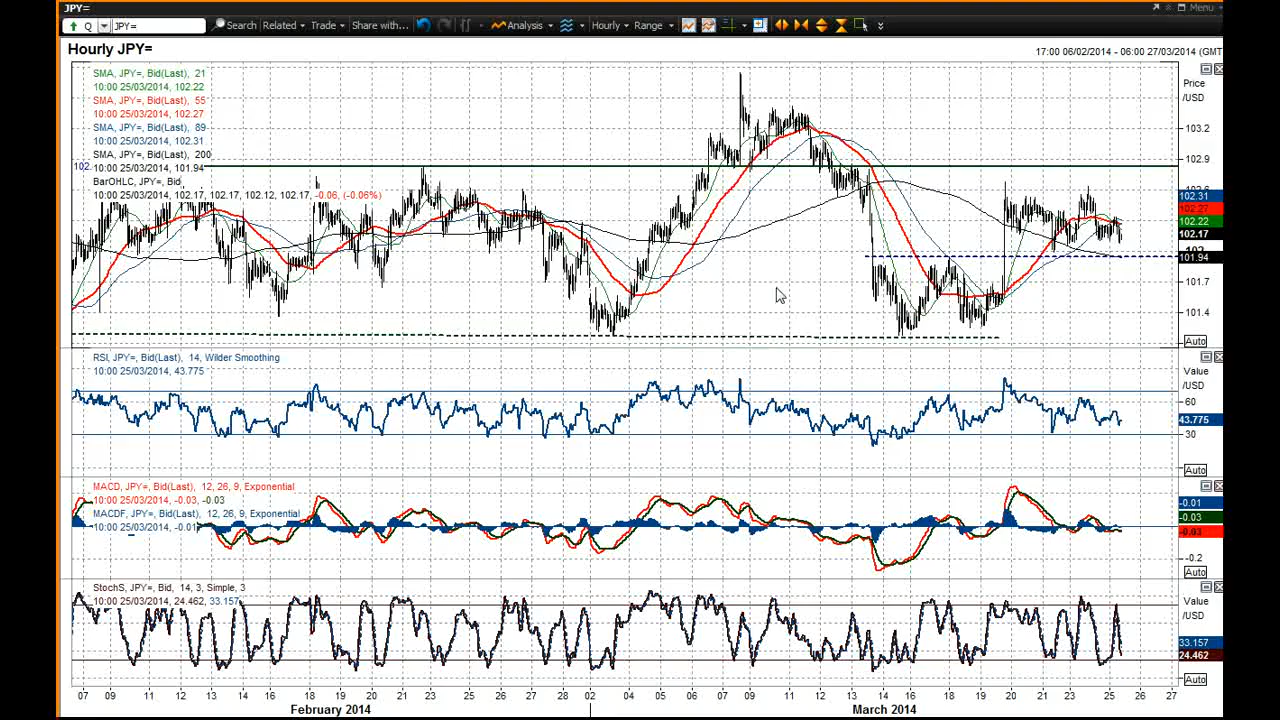 JPY=
Menu
Q JPY= Search Related Trade Share with... Analysis Hourly Range
Hourly JPY=
17:00 06/02/2014 - 06:00 27/03/2014 (GMT
SMA, JPY=, Bid(Last), 21
10:00 25/03/2014, 102.22
SMA, JPY=, Bid(Last), 55
10:00 25/03/2014, 102.27
SMA, JPY=, Bid(Last), 89
10:00 25/03/2014, 102.31
SMA, JPY=, Bid(Last), 200
10:00 25/03/2014, 101.94
BarOHLC, JPY=, Bid
10:00 25/03/2014, 102.17, 102.17, 102.12, 102.17, -0.06, (-0.06%)
102.
Price
/USD
103.2
102.9
102.6
102.31
102.27
102.22
102.17
102
101.94
101.7
101.4
Auto
RSI, JPY=, Bid(Last), 14, Wilder Smoothing
10:00 25/03/2014, 43.775
Value
/USD
60
43.775
30
Auto
MACD, JPY=, Bid(Last), 12, 26, 9, Exponential
10:00 25/03/2014, -0.03, -0.03
MACDF, JPY=, Bid(Last), 12, 26, 9, Exponential
10:00 25/03/2014, -0.01
-0.01
-0.03
-0.03
-0.2
Auto
StochS, JPY=, Bid, 14, 3, Simple, 3
10:00 25/03/2014, 24.462, 33.157
Value
/USD
33.157
24.462
Auto
07 09 11 12 13 16 18 19 20 23 25 26 27 28 02 04 05 06 07 09 11 12 14 16 18 19 20 21 23 25 26 27
February 2014 March 2014